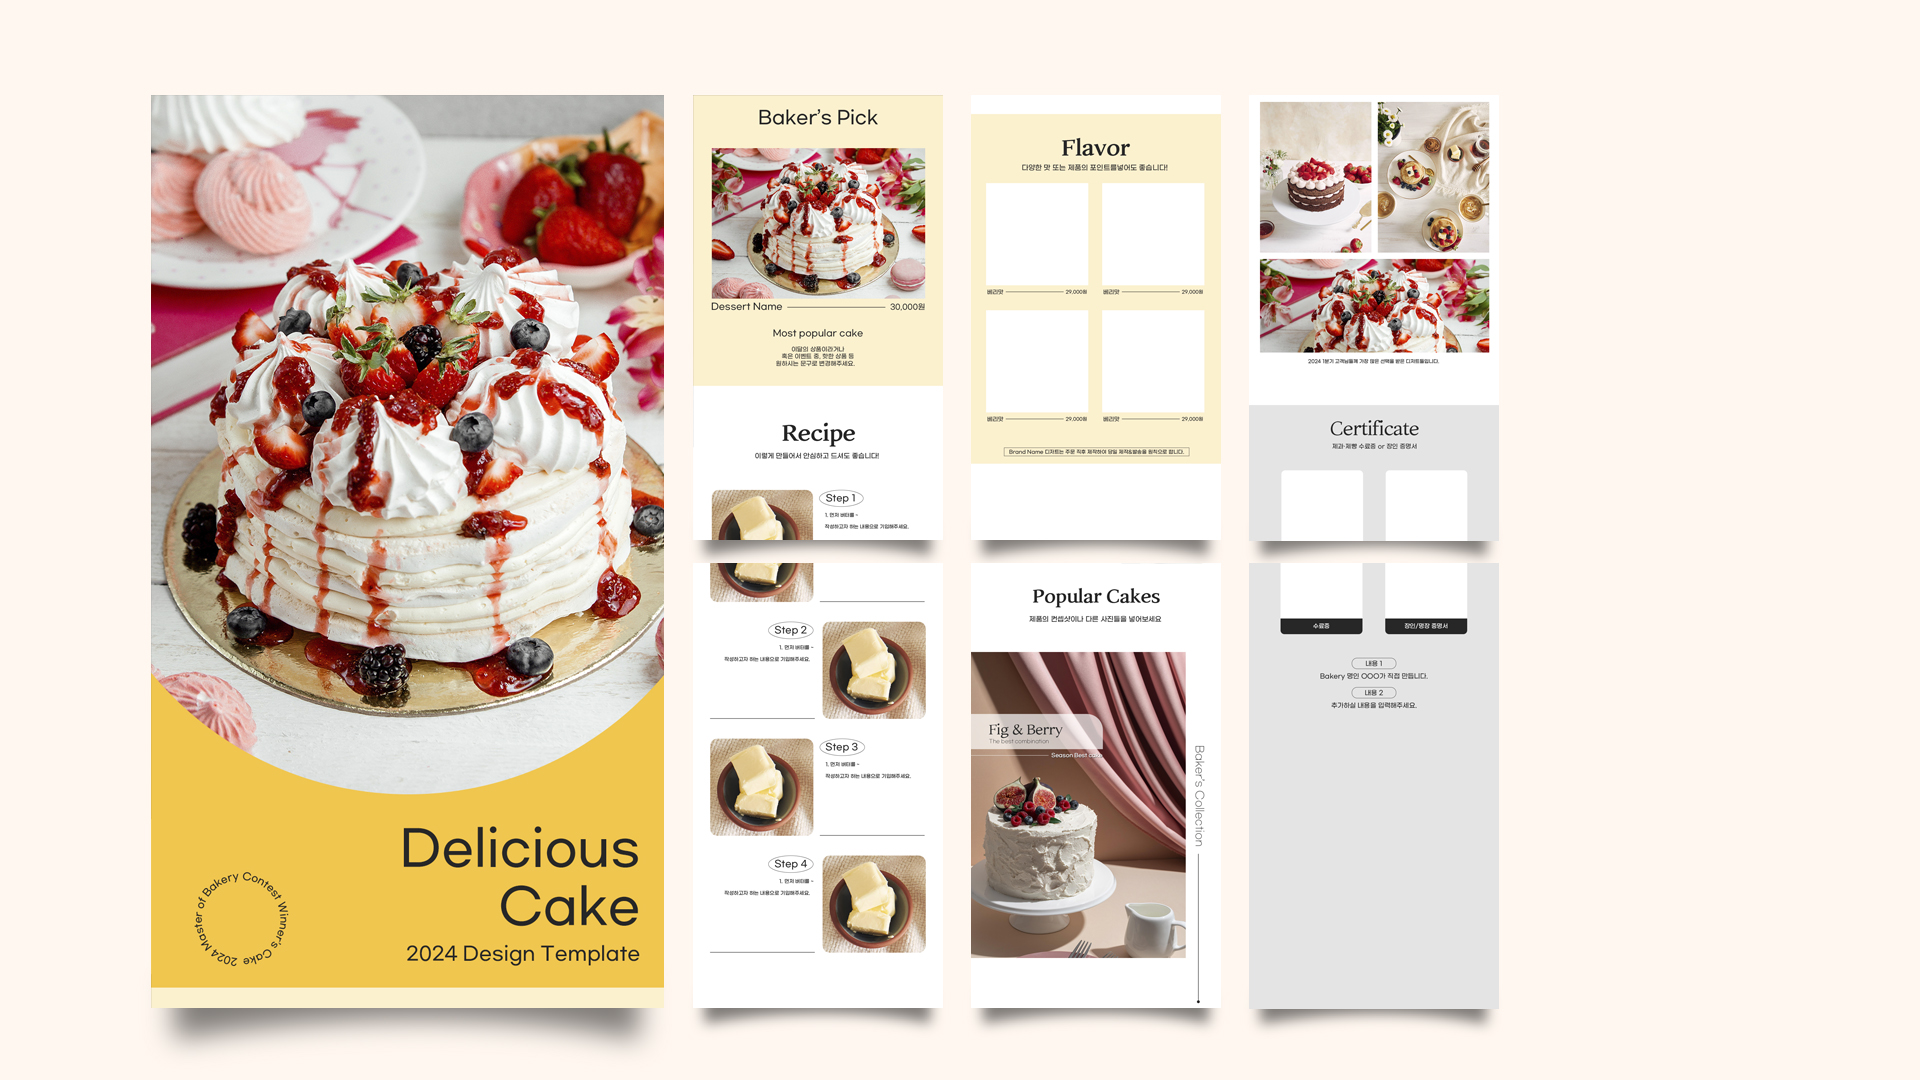 Delicious
Cake
2024 Design Template
2024 Master of Bakery Contest Winner's Cake
Baker's Pick
Dessert Name 30,000원
Most popular cake
이달의 상품이라거나
혹은 이벤트 중, 핫한 상품 등
원하시는 문구로 변경해주세요.
Recipe
이렇게 만들어서 안심하고 드셔도 좋습니다!
Step 1
1. 먼저 버터를 ~
작성하고자 하는 내용으로 기입해주세요.
Step 2
1. 먼저 버터를 ~
작성하고자 하는 내용으로 기입해주세요.
Step 3
1. 먼저 버터를 ~
작성하고자 하는 내용으로 기입해주세요.
Step 4
1. 먼저 버터를 ~
작성하고자 하는 내용으로 기입해주세요.
Flavor
다양한 맛 또는 제품의 포인트를넣어도 좋습니다!
베리맛 29,000원
베리맛 29,000원
베리맛 29,000원
베리맛 29,000원
Brand Name 디저트는 주문 직후 제작하여 당일 제작&발송을 원칙으로 합니다.
Popular Cakes
제품의 컨셉샷이나 다른 사진들을 넣어보세요
Fig & Berry
The best combination
Season Best cake
Baker's Collection
2024 1분기 고객님들께 가장 많은 선택을 받은 디저트들입니다.
Certificate
제과·제빵 수료증 or 장인 증명서
수료증
장인/명장 증명서
내용 1
Bakery 명인 OOO가 직접 만듭니다.
내용 2
추가하실 내용을 입력해주세요.